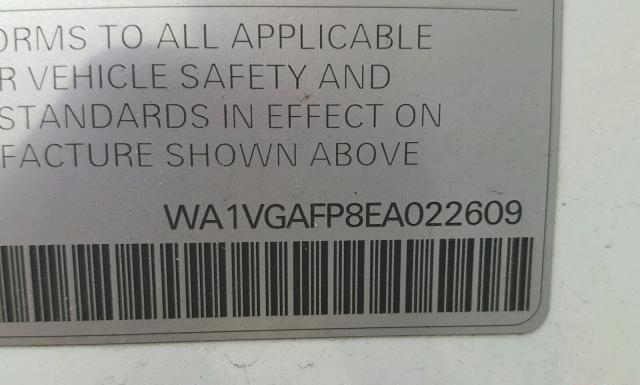 ORMS TO ALL APPLICABLE
R VEHICLE SAFETY AND
STANDARDS IN EFFECT ON
FACTURE SHOWN ABOVE
WA1VGAFP8EA022609